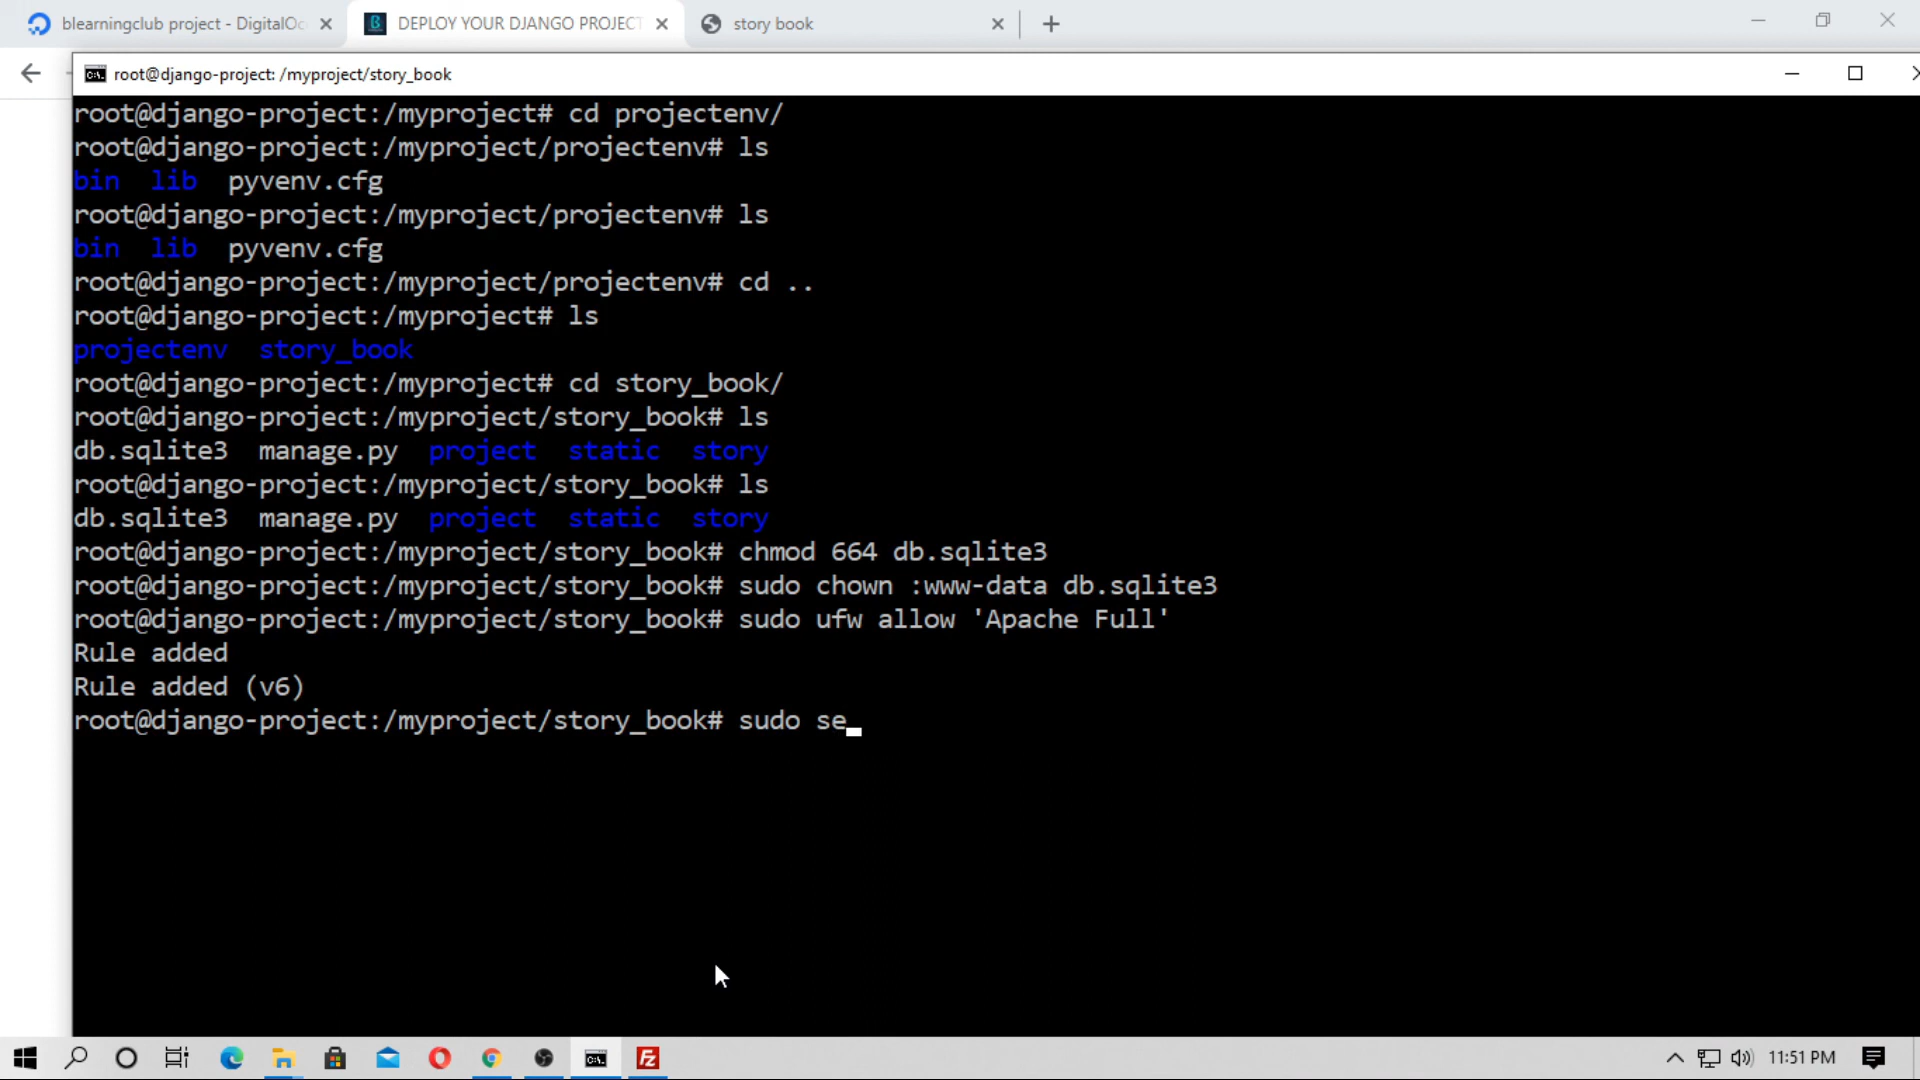 blearningclub project - DigitalOc
DEPLOY YOUR DJANGO PROJECT
story book
root@django-project: /myproject/story_book
root@django-project:/myproject# cd projectenv/
root@django-project:/myproject/projectenv# ls
bin  lib  pyvenv.cfg
root@django-project:/myproject/projectenv# ls
bin  lib  pyvenv.cfg
root@django-project:/myproject/projectenv# cd ..
root@django-project:/myproject# ls
projectenv  story_book
root@django-project:/myproject# cd story_book/
root@django-project:/myproject/story_book# ls
db.sqlite3  manage.py  project  static  story
root@django-project:/myproject/story_book# ls
db.sqlite3  manage.py  project  static  story
root@django-project:/myproject/story_book# chmod 664 db.sqlite3
root@django-project:/myproject/story_book# sudo chown :www-data db.sqlite3
root@django-project:/myproject/story_book# sudo ufw allow 'Apache Full'
Rule added
Rule added (v6)
root@django-project:/myproject/story_book# sudo se
11:51 PM